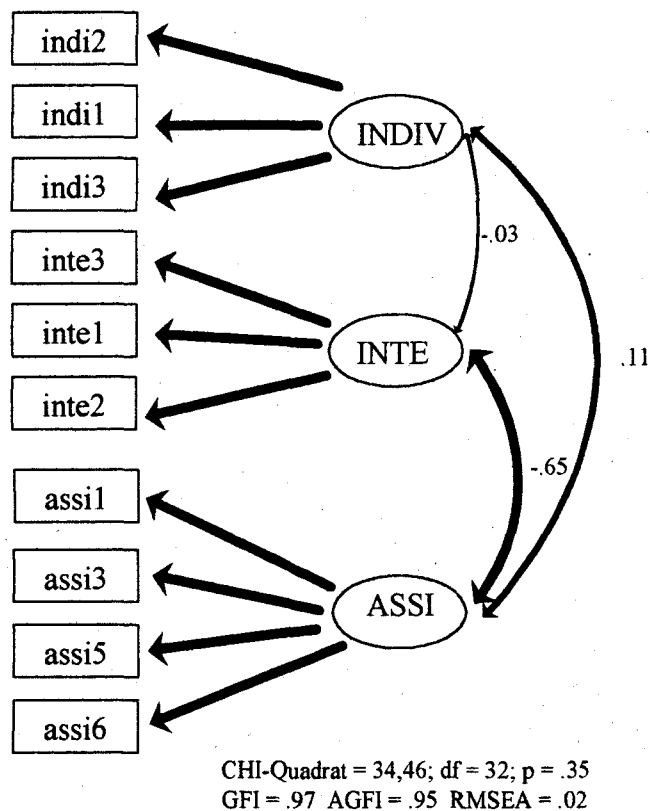 indi2
indi1
INDIV
indi3
inte3
-.03
inte1
INTE
.11
inte2
-.65
assi1
assi3
ASSI
assi5
assi6
CHI-Quadrat = 34,46; df = 32; p = .35
GFI = .97 AGFI = .95 RMSEA = .02